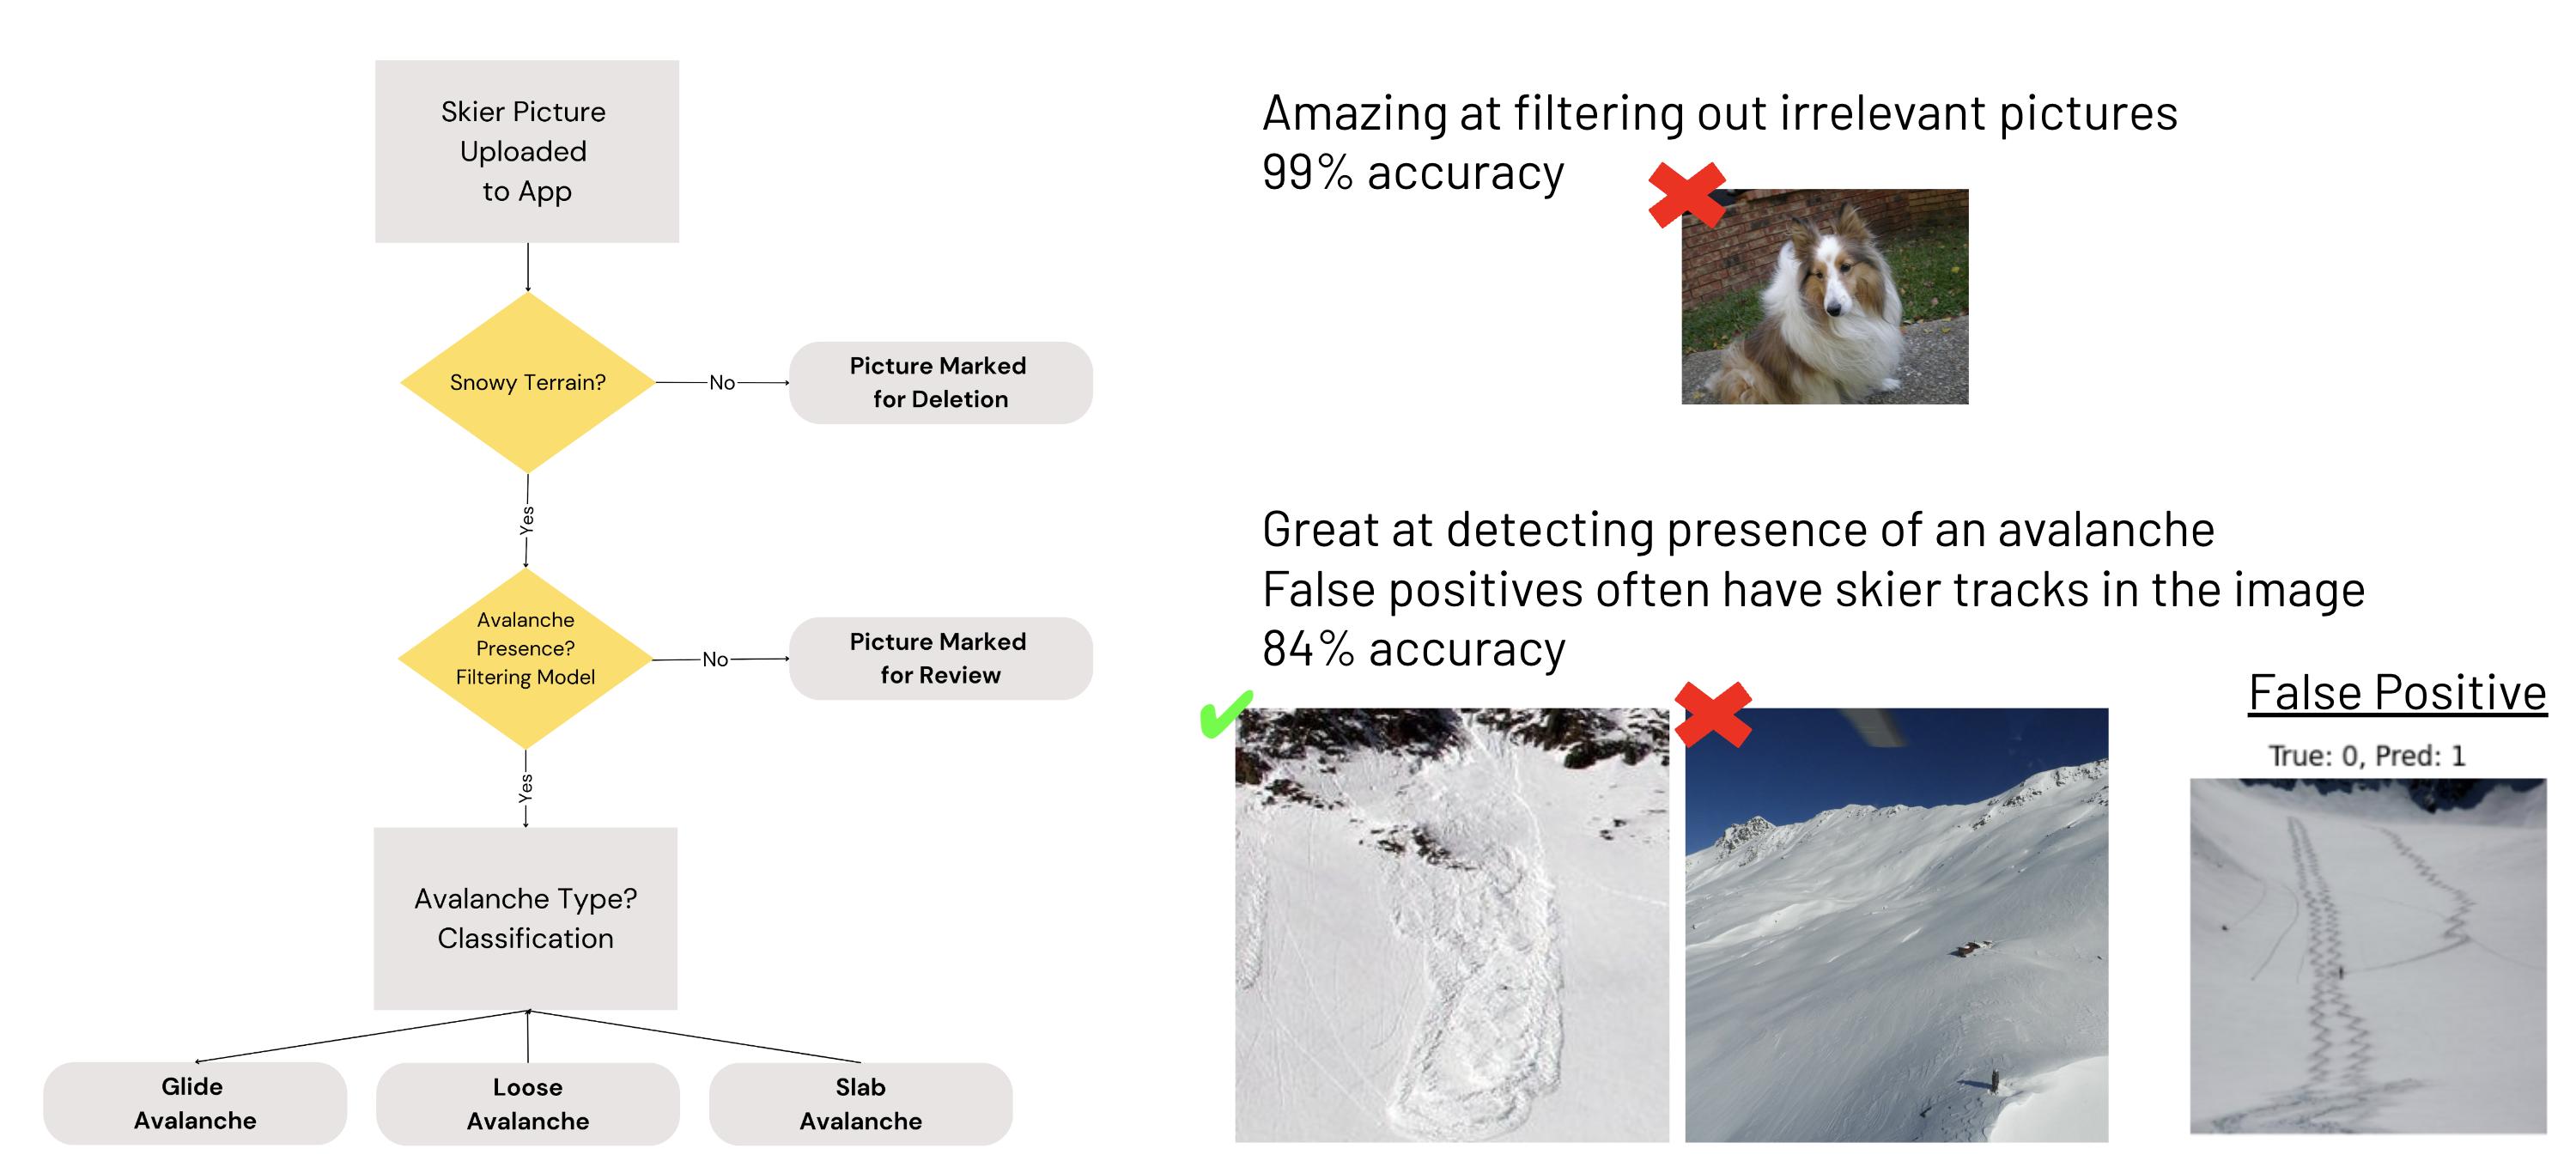 Skier Picture
Uploaded
to App
Snowy Terrain?
No
Picture Marked
for Deletion
Yes
Avalanche
Presence?
Filtering Model
No
Picture Marked
for Review
Yes
Avalanche Type?
Classification
Glide
Avalanche
Loose
Avalanche
Slab
Avalanche
Amazing at filtering out irrelevant pictures
99% accuracy
Great at detecting presence of an avalanche
False positives often have skier tracks in the image
84% accuracy
False Positive
True: 0, Pred: 1